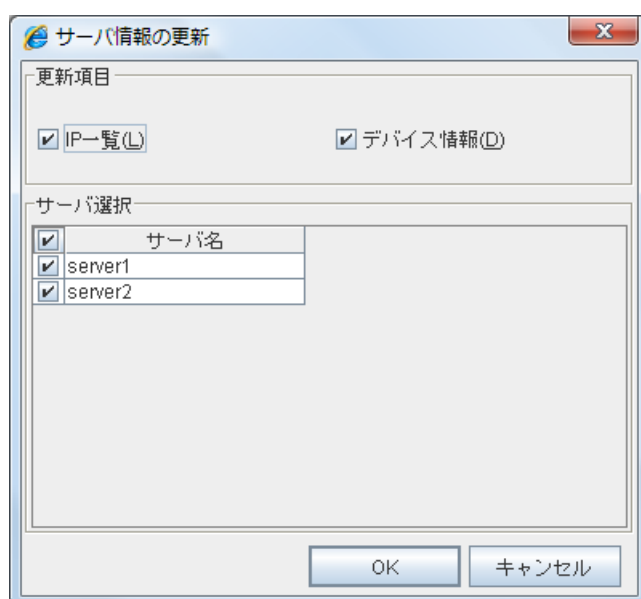 サーバ情報の更新
更新項目
IP一覧(L)
デバイス情報(D)
サーバ選択
サーバ名
server1
server2
OK
キャンセル